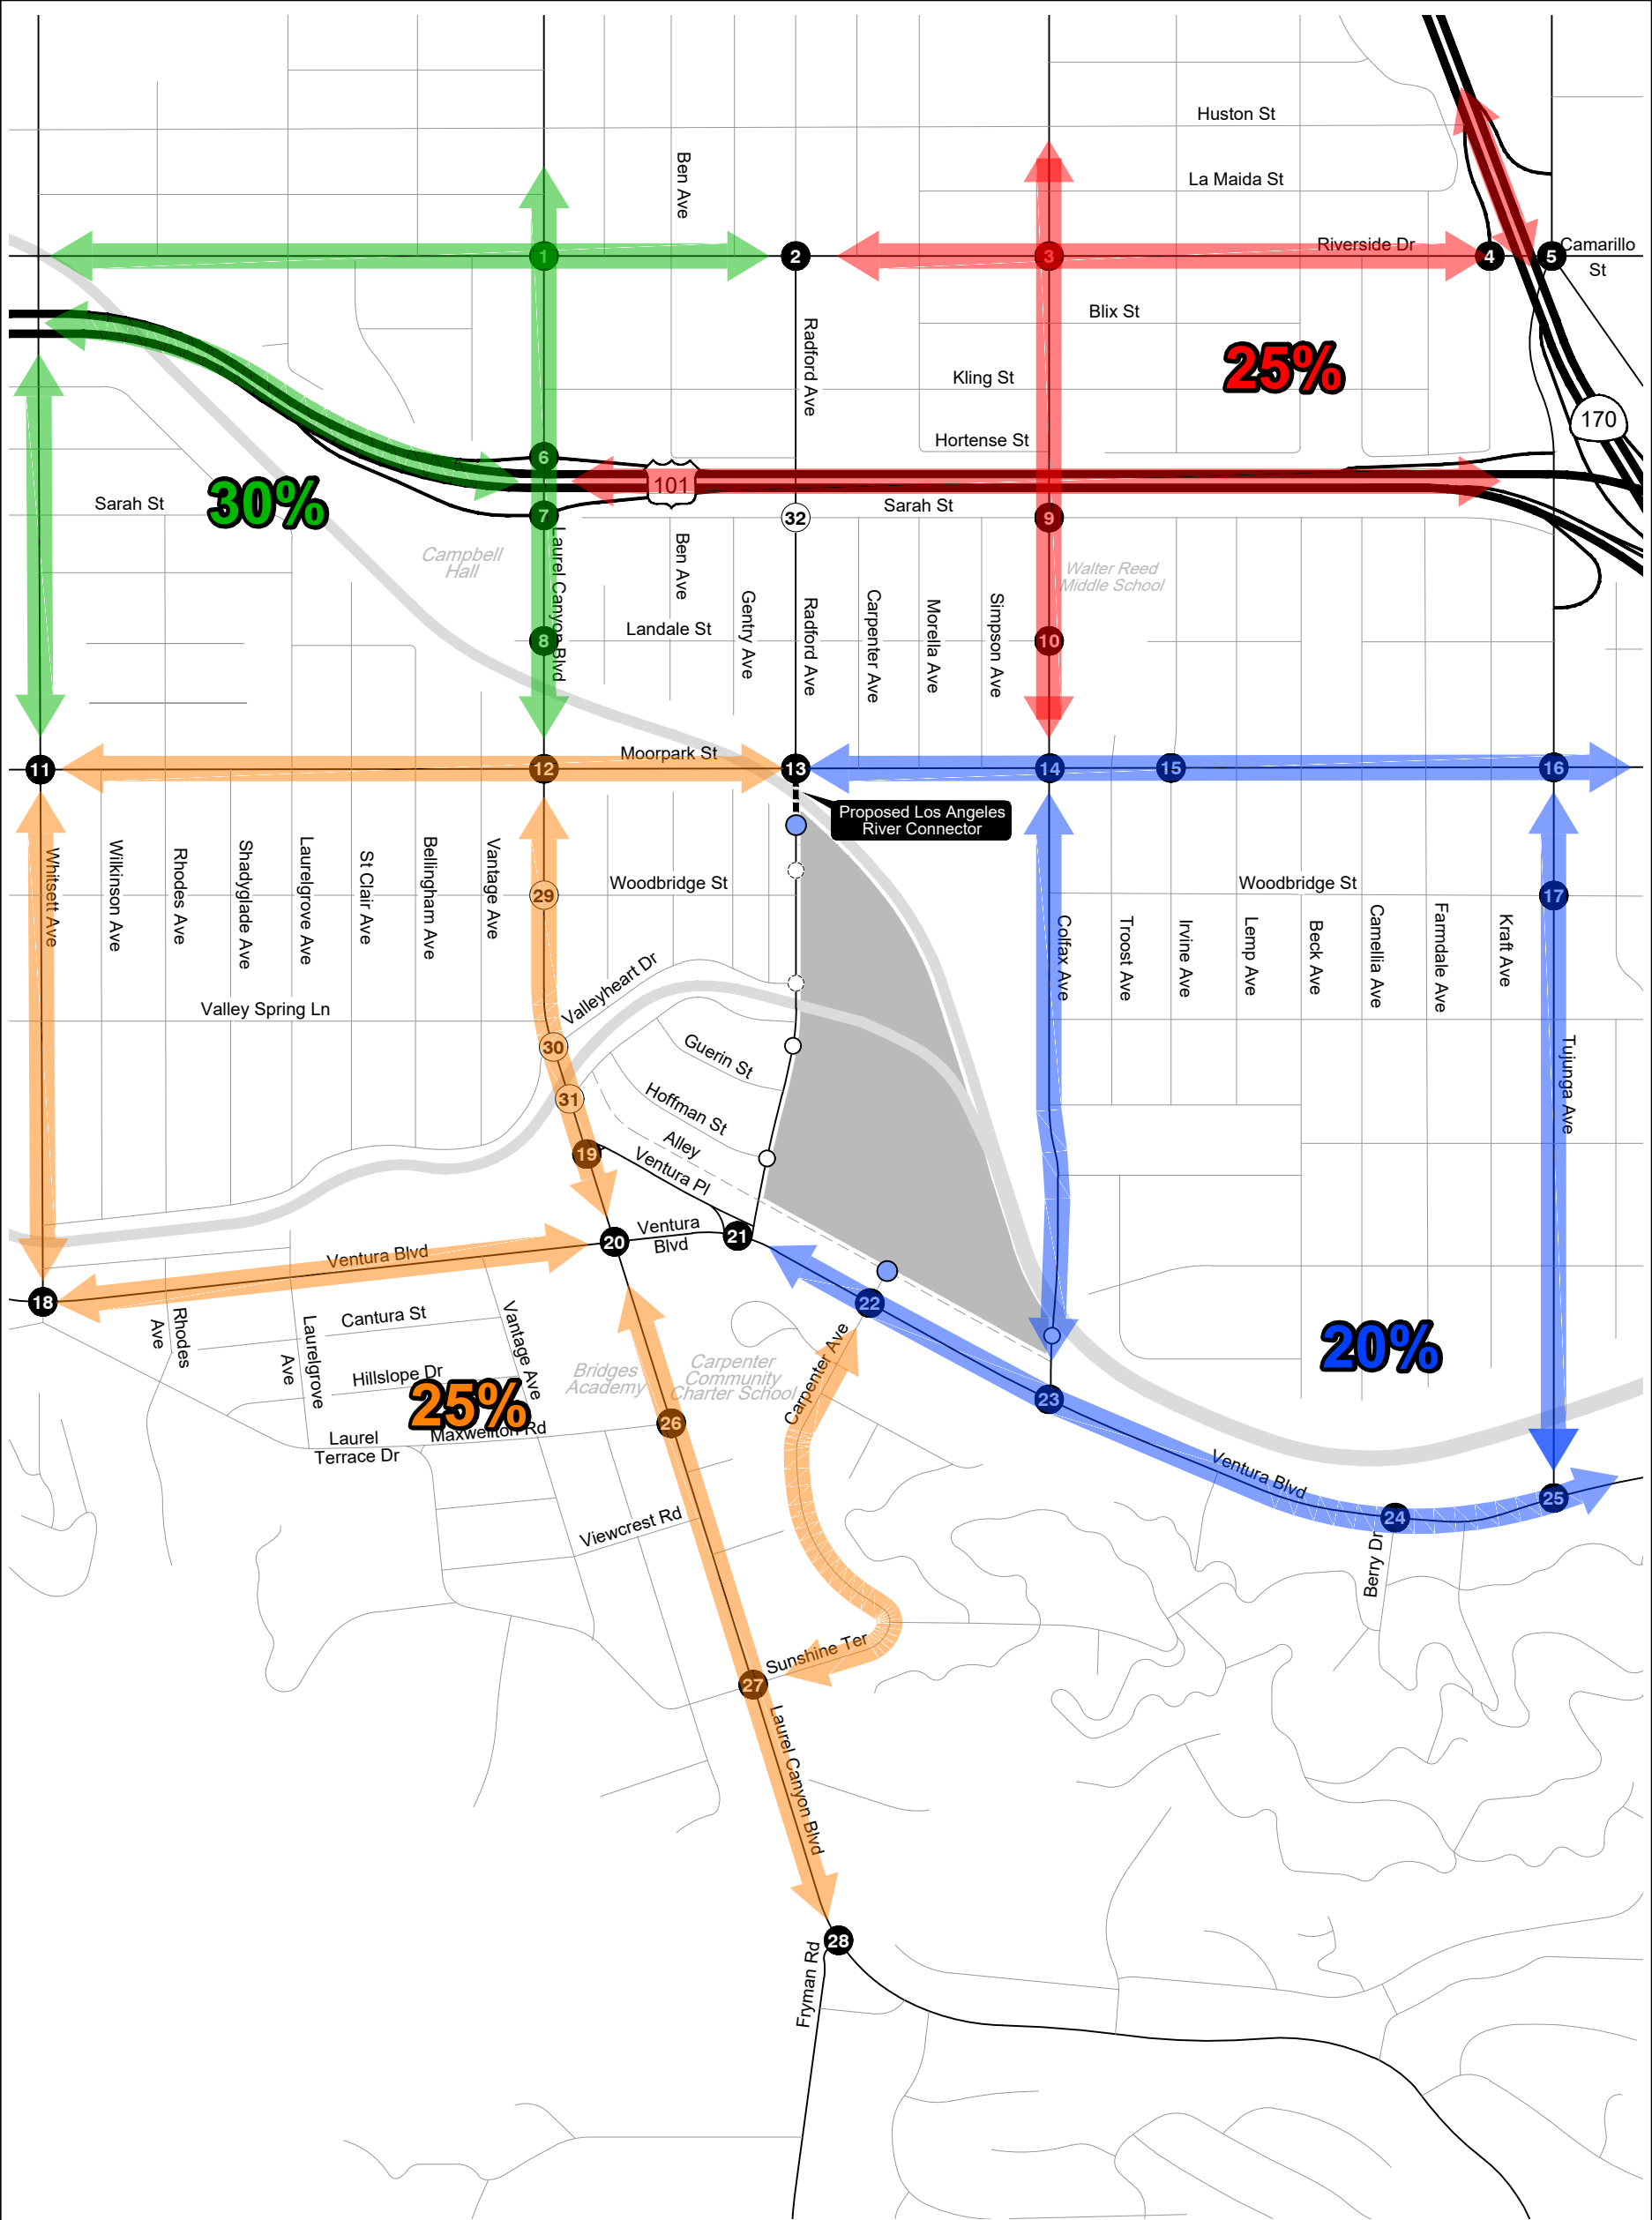 Huston St
La Maida St
Ben Ave
Riverside Dr
Camarillo
St
1
2
3
4
5
Blix St
Radford Ave
25%
Kling St
170
Hortense St
6
101
30%
Sarah St
Sarah St
7
32
9
Campbell
Hall
Laurel Canyon Blvd
Ben Ave
Gentry Ave
Radford Ave
Carpenter Ave
Morella Ave
Simpson Ave
Walter Reed
Middle School
Landale St
8
10
Moorpark St
11
12
13
14
15
16
Proposed Los Angeles
River Connector
Whitsett Ave
Wilkinson Ave
Rhodes Ave
Shadyglade Ave
Laurelgrove Ave
St Clair Ave
Bellingham Ave
Vantage Ave
Woodbridge St
Woodbridge St
29
17
Colfax Ave
Troost Ave
Irvine Ave
Lemp Ave
Beck Ave
Camellia Ave
Farmdale Ave
Kraft Ave
Valleyheart Dr
Valley Spring Ln
30
Guerin St
Tujunga Ave
31
Hoffman St
Alley
19
Ventura Pl
Ventura
Blvd
20
21
Ventura Blvd
18
22
Rhodes
Ave
Laurelgrove
Ave
Cantura St
Vantage Ave
Carpenter Ave
20%
Hillslope Dr
Bridges
Academy
Carpenter
Community
Charter School
25%
23
26
Maxwellton Rd
Laurel
Terrace Dr
Ventura Blvd
24
25
Viewcrest Rd
Berry Dr
Sunshine Ter
27
Laurel Canyon Blvd
28
Fryman Rd